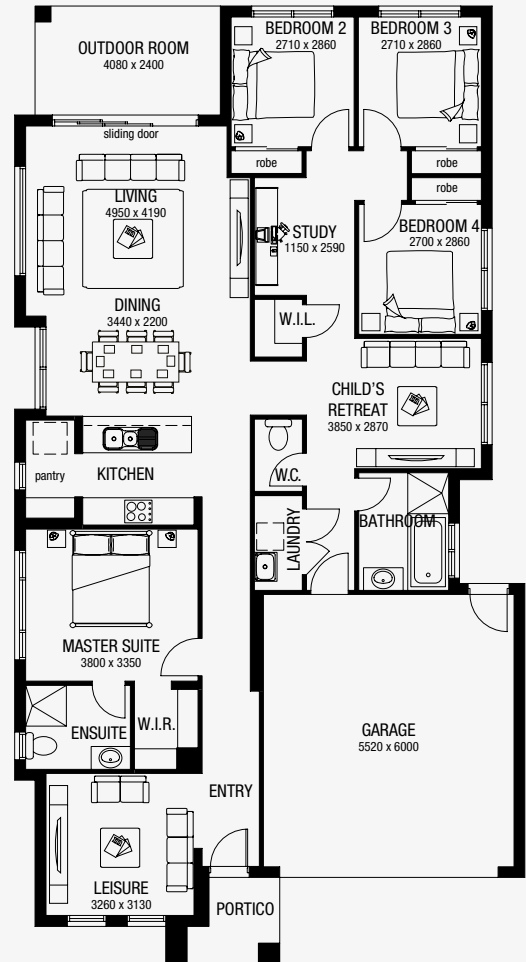 OUTDOOR ROOM
4080 x 2400
BEDROOM 2
2710 x 2860
BEDROOM 3
2710 x 2860
sliding door
robe
robe
robe
LIVING
4950 x 4190
STUDY
1150 x 2590
BEDROOM 4
2700 x 2860
DINING
3440 x 2200
W.I.L.
CHILD'S
RETREAT
3850 x 2870
pantry
KITCHEN
W.C.
LAUNDRY
BATHROOM
MASTER SUITE
3800 x 3350
ENSUITE
W.I.R.
GARAGE
5520 x 6000
ENTRY
LEISURE
3260 x 3130
PORTICO